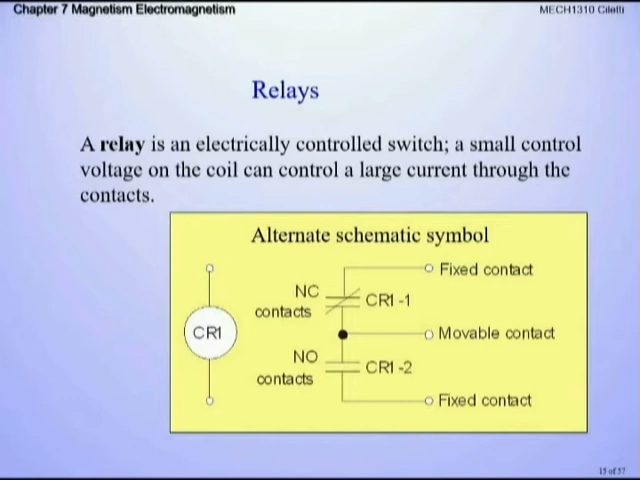 Chapter 7 Magnetism Electromagnetism
MECH1310 Ciletti
Relays
A relay is an electrically controlled switch; a small control
voltage on the coil can control a large current through the
contacts.
Alternate schematic symbol
Fixed contact
NC
contacts
CR1 -1
CR1
Movable contact
NO
contacts
CR1 -2
Fixed contact
15 of 37